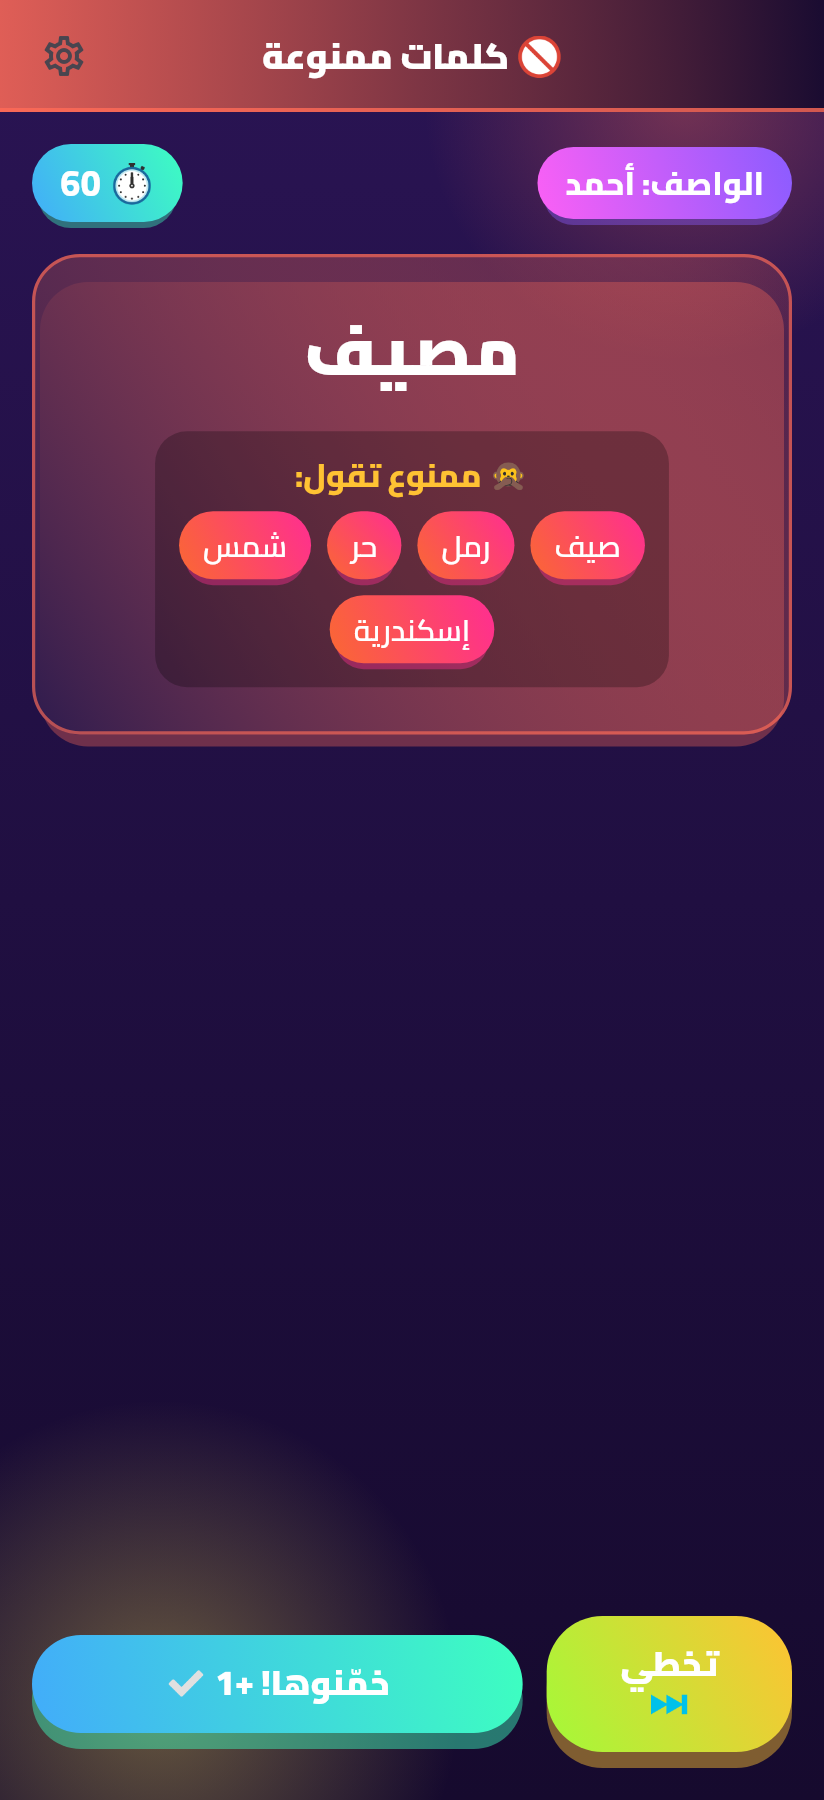 🚫 كلمات ممنوعة
الواصف: أحمد
⏱️ 60
مصيف
🙊 ممنوع تقول:
صيف رمل حر شمس
إسكندرية
تخطي
⏭
خمّنوها! +1 ✔